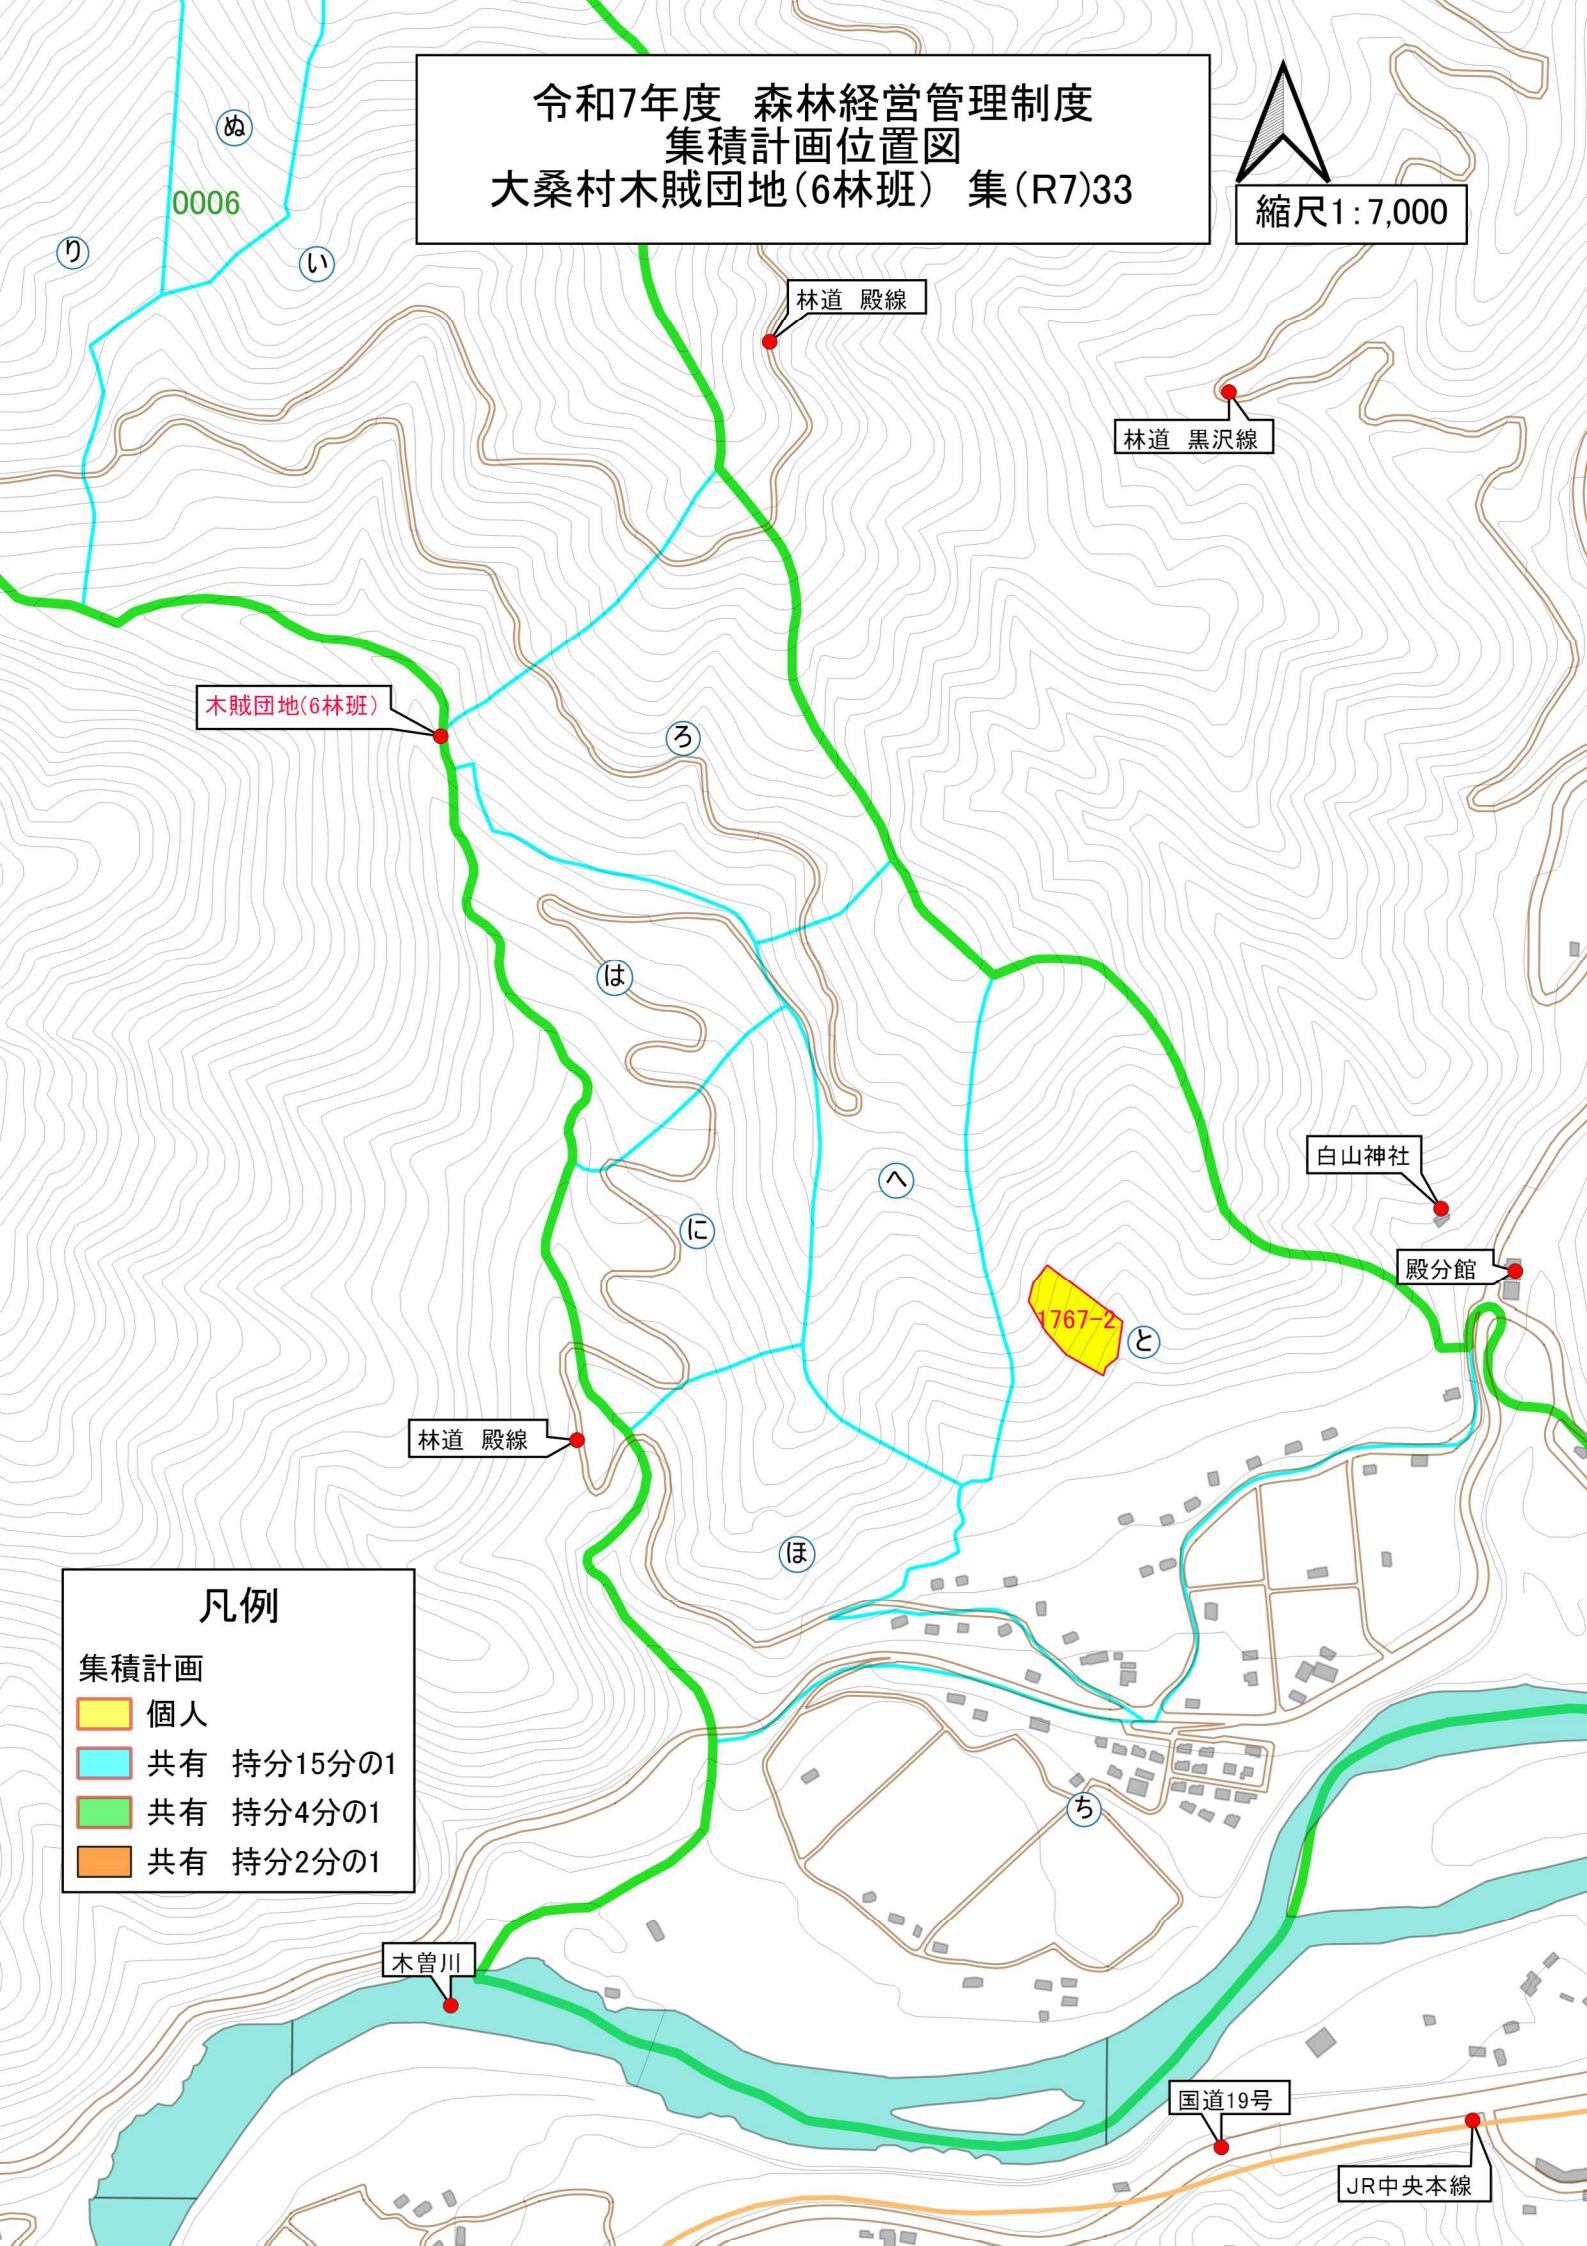 令和7年度　森林経営管理制度
集積計画位置図
大桑村木賊団地(6林班)　集(R7)33
縮尺1:7,000
ぬ
0006
り
い
林道　殿線
林道　黒沢線
木賊団地(6林班)
ろ
は
へ
に
白山神社
殿分館
1767-2
と
林道　殿線
ほ
凡例
集積計画
個人
共有　持分15分の1
共有　持分4分の1
共有　持分2分の1
ち
木曽川
国道19号
JR中央本線